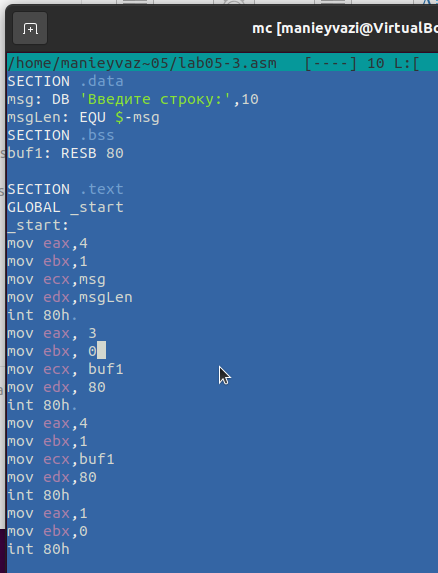 mc [manieyvazi@VirtualBo
/home/manieyvaz~05/lab05-3.asm [----] 10 L:[
SECTION .data
msg: DB 'Введите строку:',10
msgLen: EQU $-msg
SECTION .bss
buf1: RESB 80
SECTION .text
GLOBAL _start
_start:
mov eax,4
mov ebx,1
mov ecx,msg
mov edx,msgLen
int 80h.
mov eax, 3
mov ebx, 0
mov ecx, buf1
mov edx, 80
int 80h.
mov eax,4
mov ebx,1
mov ecx,buf1
mov edx,80
int 80h
mov eax,1
mov ebx,0
int 80h